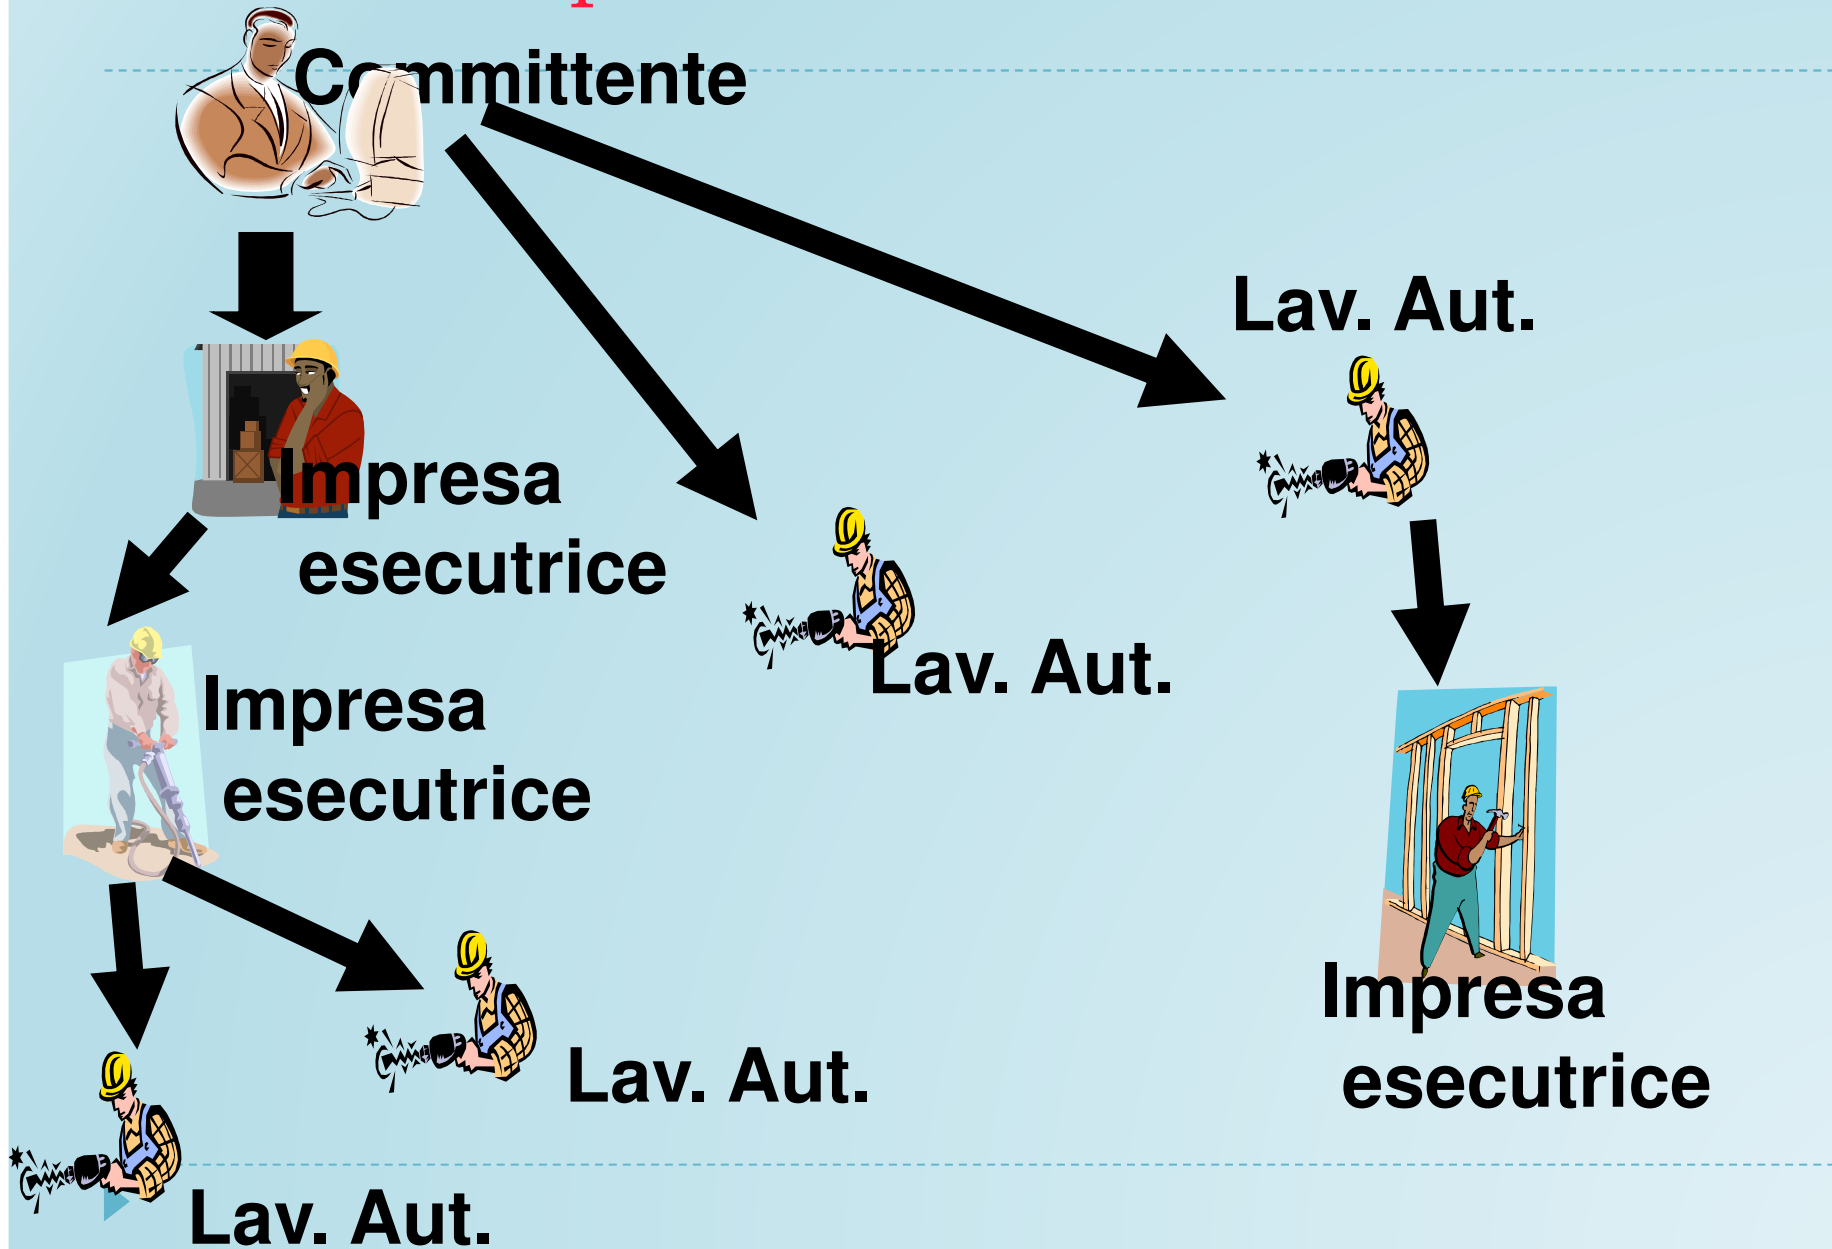 Committente
Lav. Aut.
Impresa
esecutrice
Lav. Aut.
Impresa
esecutrice
Impresa
esecutrice
Lav. Aut.
Lav. Aut.